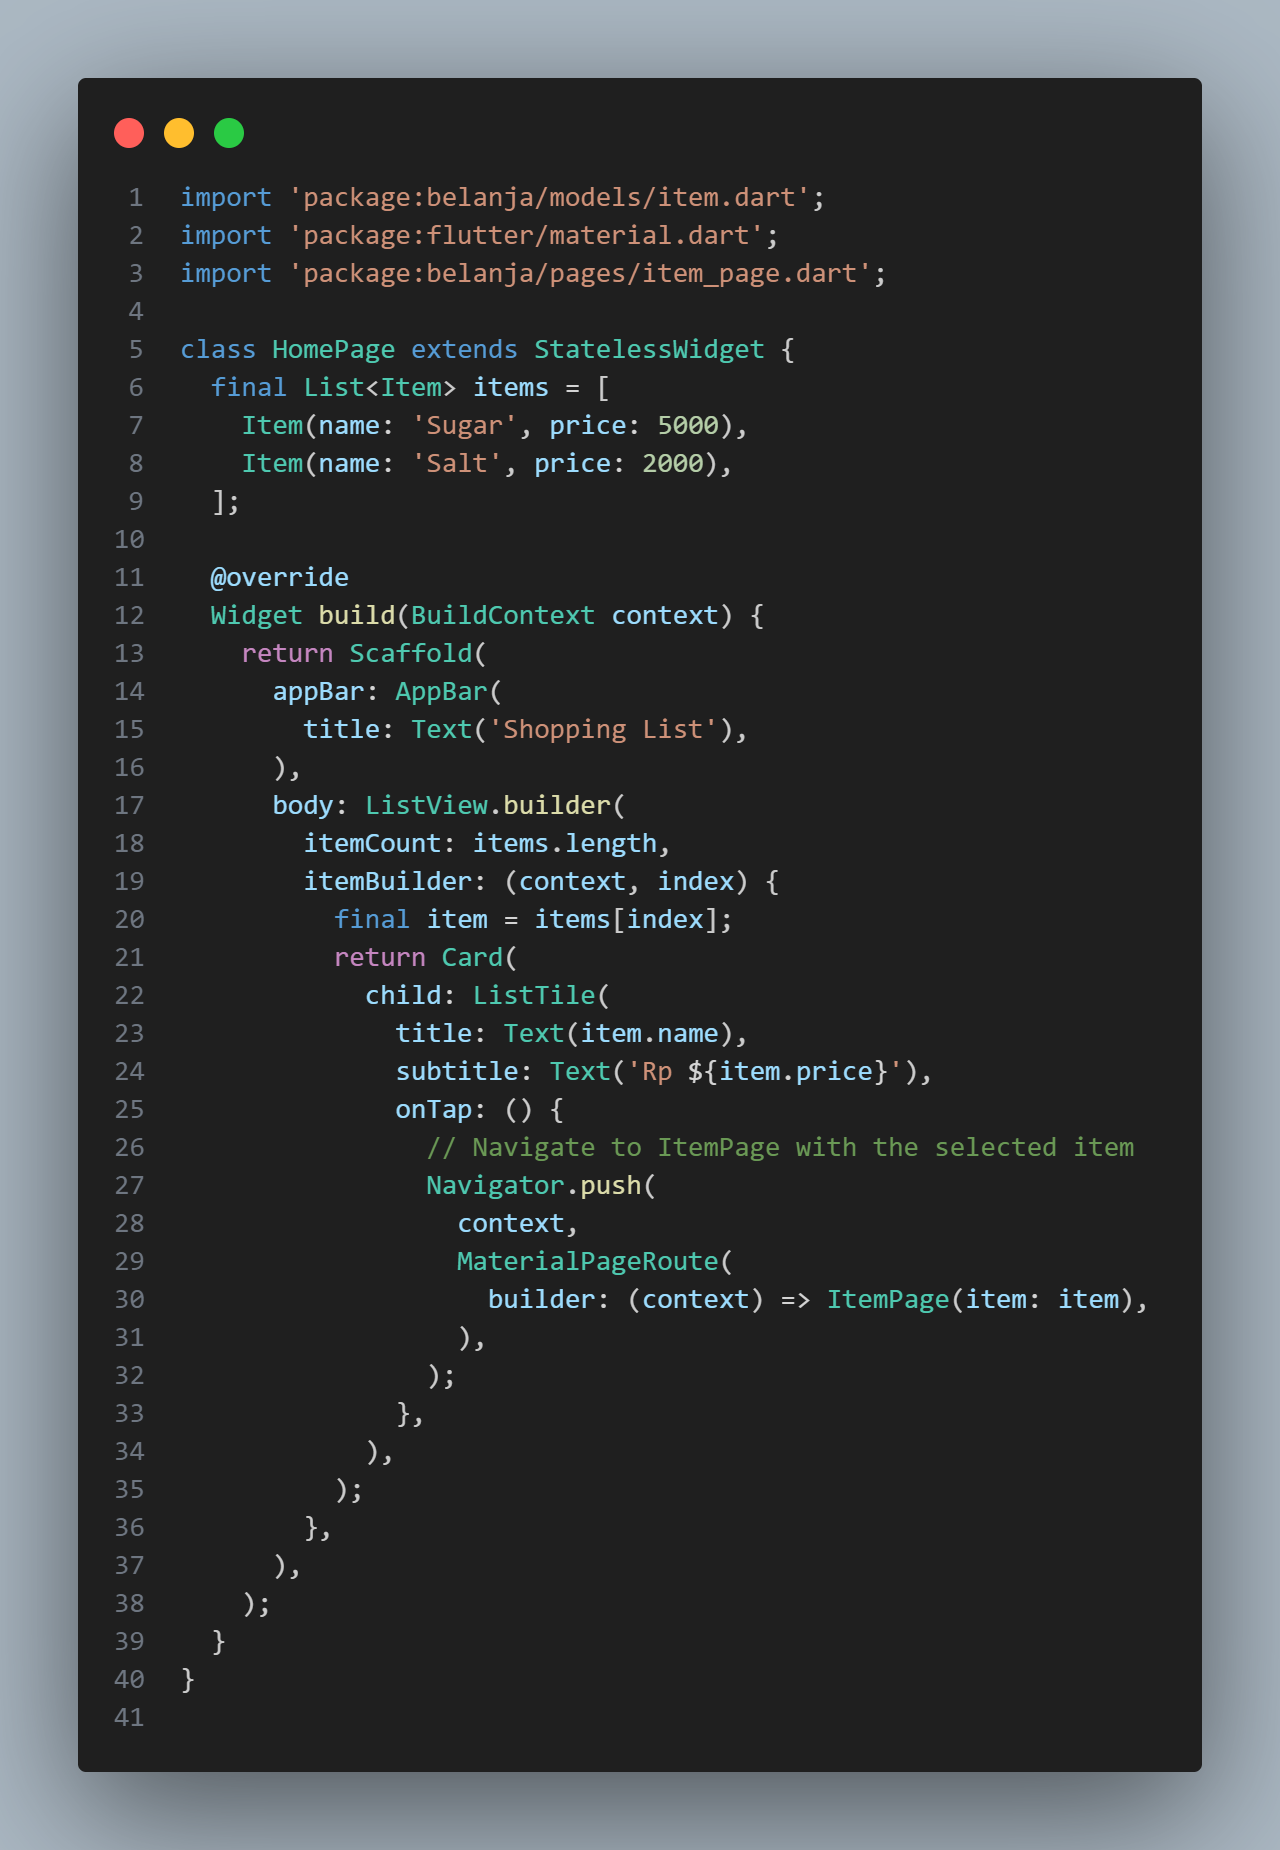 1 import 'package:belanja/models/item.dart';
2 import 'package:flutter/material.dart';
3 import 'package:belanja/pages/item_page.dart';
4
5 class HomePage extends StatelessWidget {
6   final List<Item> items = [
7     Item(name: 'Sugar', price: 5000),
8     Item(name: 'Salt', price: 2000),
9   ];
10
11   @override
12   Widget build(BuildContext context) {
13     return Scaffold(
14       appBar: AppBar(
15         title: Text('Shopping List'),
16       ),
17       body: ListView.builder(
18         itemCount: items.length,
19         itemBuilder: (context, index) {
20           final item = items[index];
21           return Card(
22             child: ListTile(
23               title: Text(item.name),
24               subtitle: Text('Rp ${item.price}'),
25               onTap: () {
26                 // Navigate to ItemPage with the selected item
27                 Navigator.push(
28                   context,
29                   MaterialPageRoute(
30                     builder: (context) => ItemPage(item: item),
31                   ),
32                 );
33               },
34             ),
35           );
36         },
37       ),
38     );
39   }
40 }
41